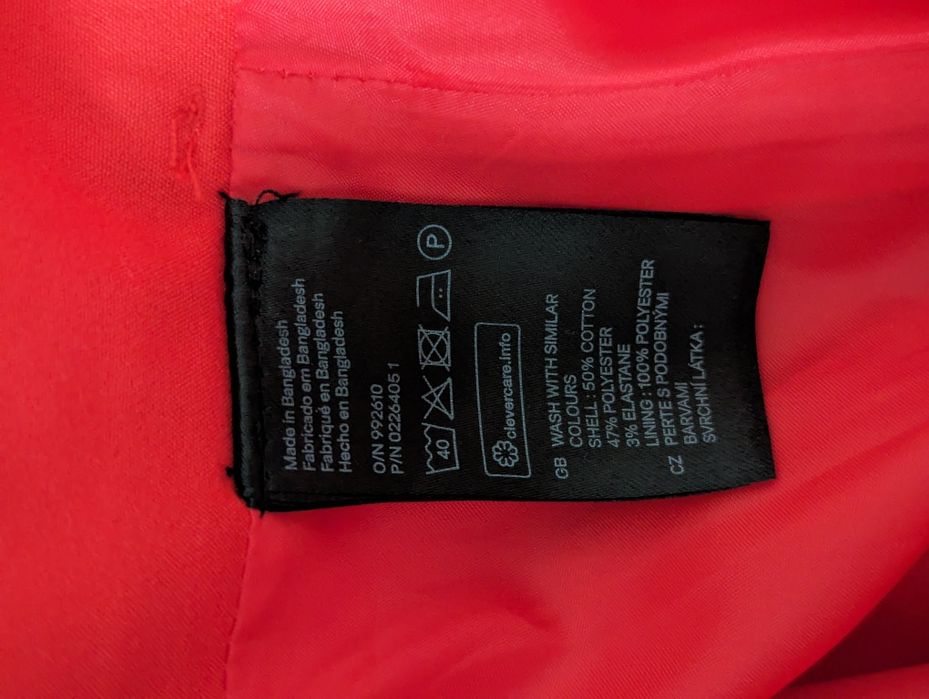 Made in Bangladesh
Fabricado em Bangladesh
Fabriqué en Bangladesh
Hecho en Bangladesh
O/N 992610
P/N 02264051
40
P
clevercare.info
GB WASH WITH SIMILAR
COLOURS
SHELL : 50% COTTON
47% POLYESTER
3% ELASTANE
LINING : 100% POLYESTER
CZ PERTE S PODOBNÝMI
BARVAMI
SVRCHNÍ LÁTKA :